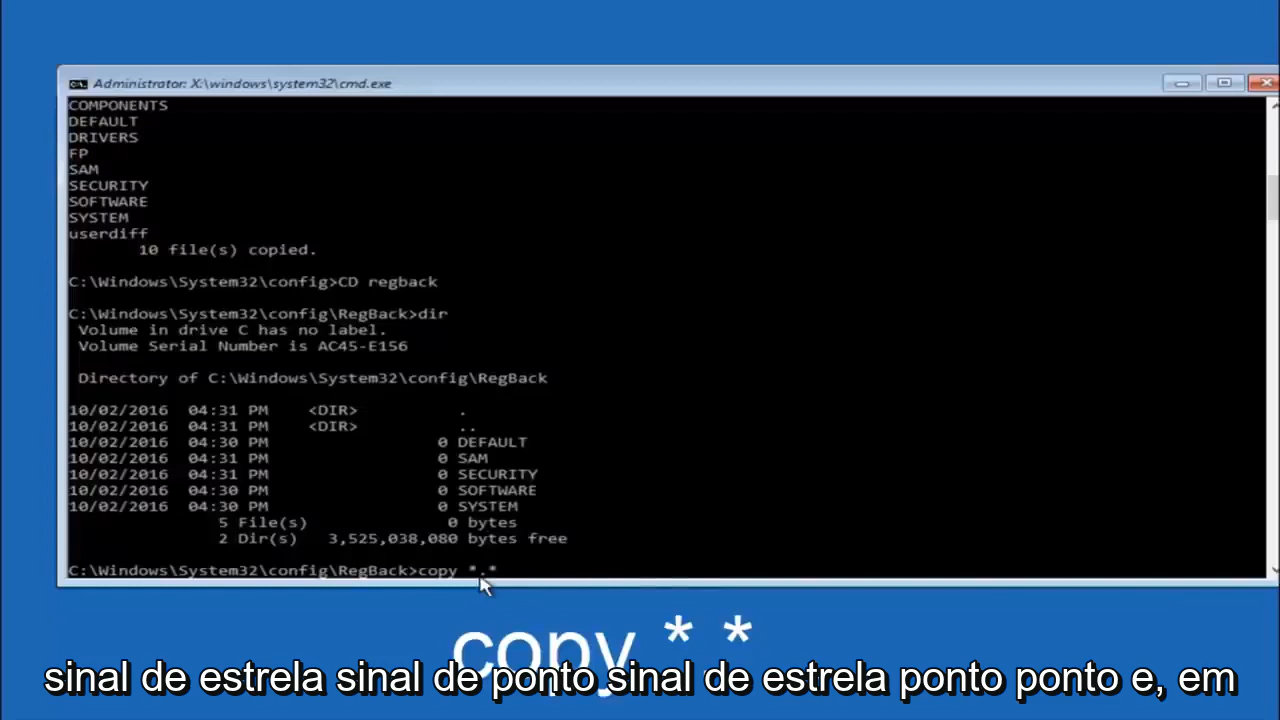 Administrator: X:\windows\system32\cmd.exe
COMPONENTS
DEFAULT
DRIVERS
FP
SAM
SECURITY
SOFTWARE
SYSTEM
userdiff
10 file(s) copied.
C:\Windows\System32\config>CD regback
C:\Windows\System32\config\RegBack>dir
Volume in drive C has no label.
Volume Serial Number is AC45-E156
Directory of C:\Windows\System32\config\RegBack
10/02/2016 04:31 PM <DIR> .
10/02/2016 04:31 PM <DIR> ..
10/02/2016 04:30 PM 0 DEFAULT
10/02/2016 04:31 PM 0 SAM
10/02/2016 04:31 PM 0 SECURITY
10/02/2016 04:30 PM 0 SOFTWARE
10/02/2016 04:30 PM 0 SYSTEM
5 File(s) 0 bytes
2 Dir(s) 3,525,038,080 bytes free
C:\Windows\System32\config\RegBack>copy *.*
copy * *
sinal de estrela sinal de ponto sinal de estrela ponto ponto e, em